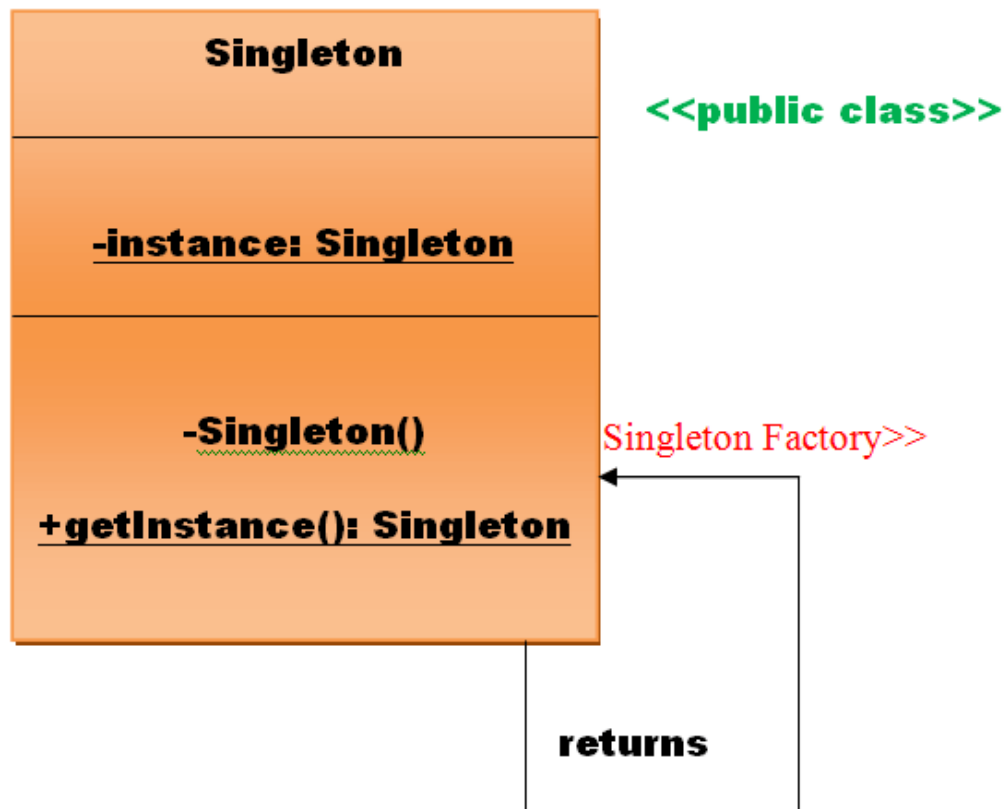 Singleton
<<public class>>
-instance: Singleton
-Singleton()
Singleton Factory>>
+getInstance(): Singleton
returns